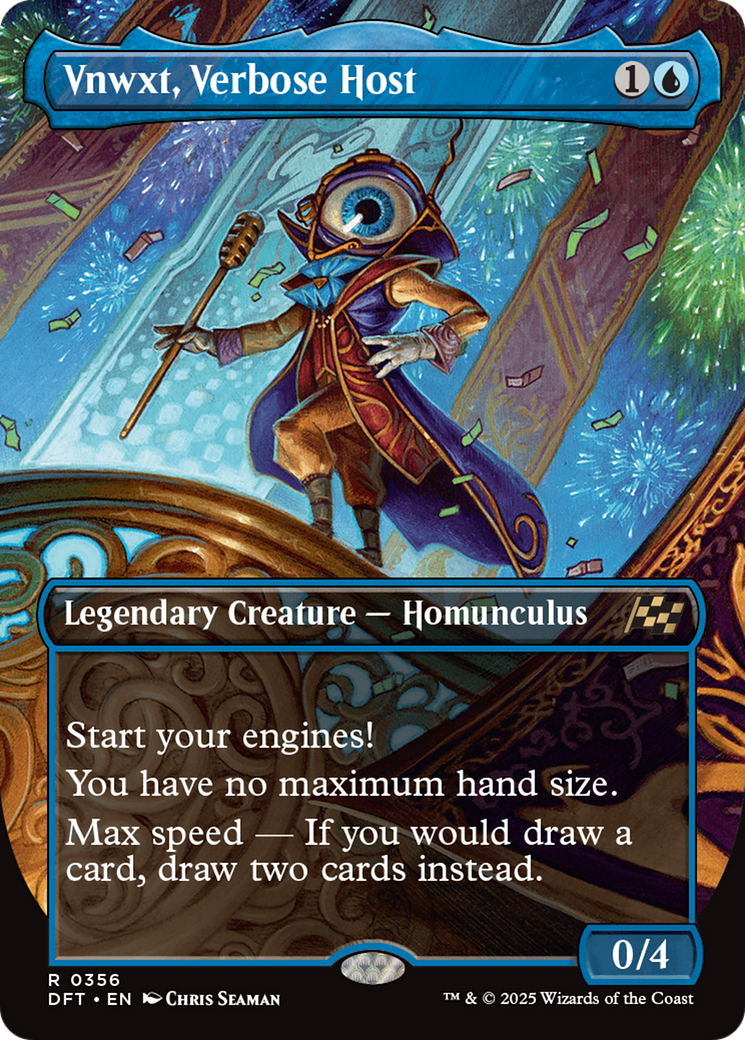 Vnwxt, Verbose Host 1
Legendary Creature — Homunculus
Start your engines!
You have no maximum hand size.
Max speed — If you would draw a
card, draw two cards instead.
0/4
R 0356
DFT • EN Chris Seaman
™ & © 2025 Wizards of the Coast